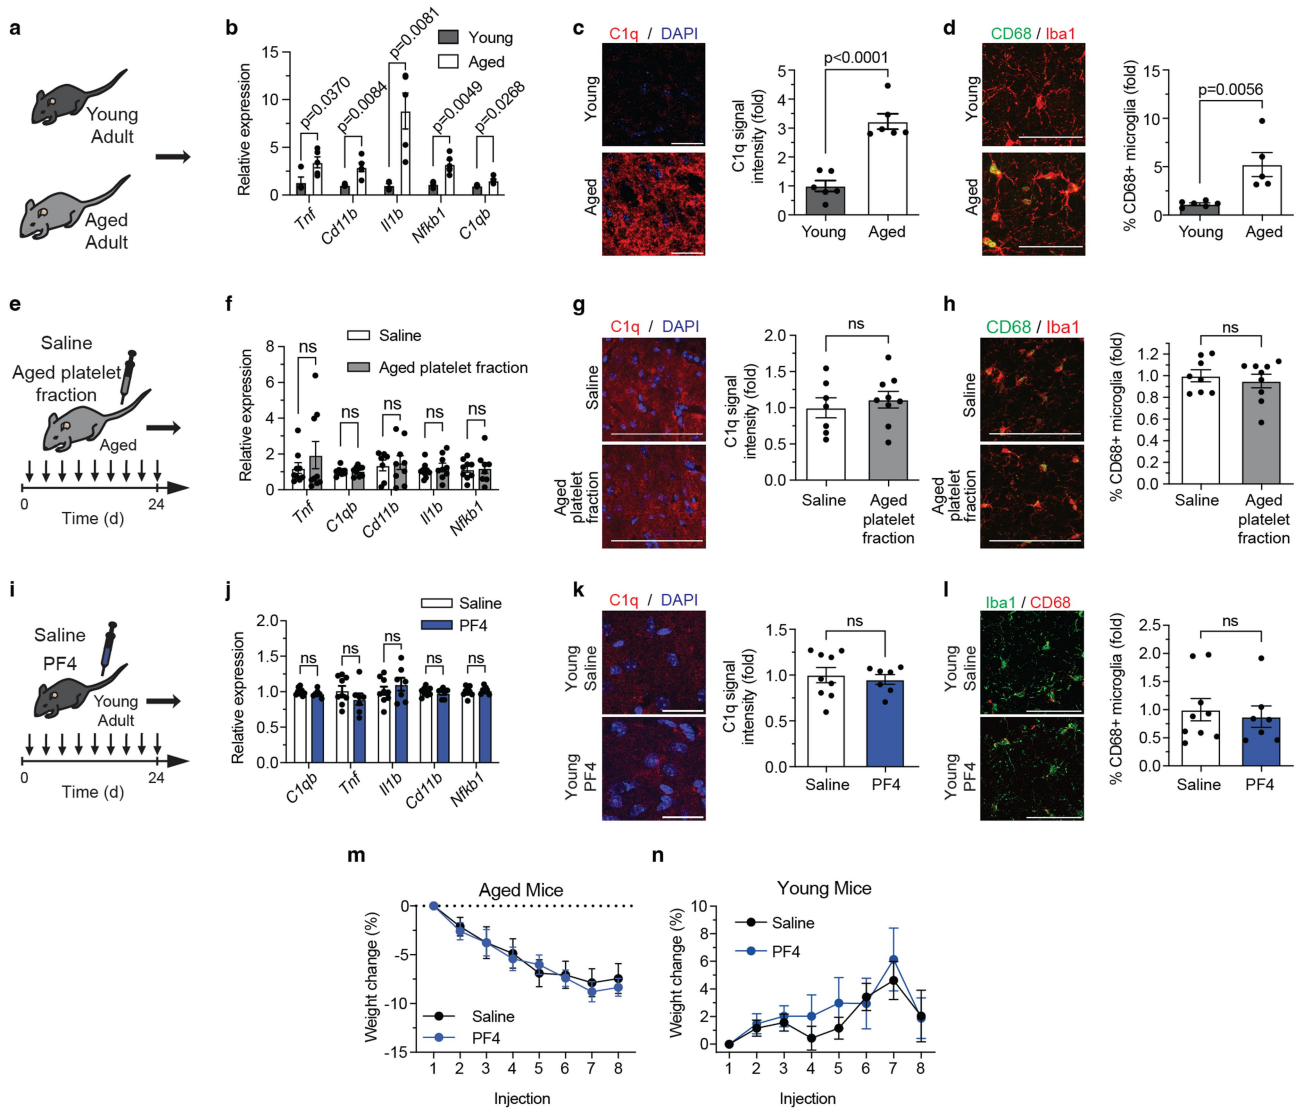 a
Young
Adult
Aged
Adult
b
Relative expression
15
10
5
0
Young
Aged
p=0.0370
p=0.0084
p=0.0081
p=0.0049
p=0.0268
Tnf
Cd11b
Il1b
Nfkb1
C1qb
c
C1q / DAPI
Young
Aged
C1q signal
intensity (fold)
5
4
3
2
1
0
p<0.0001
Young
Aged
d
CD68 / Iba1
Young
Aged
% CD68+ microglia (fold)
15
10
5
0
p=0.0056
Young
Aged
e
Saline
Aged platelet
fraction
Aged
0
24
Time (d)
f
Relative expression
8
6
4
2
0
Saline
Aged platelet fraction
ns
ns
ns
ns
ns
Tnf
C1qb
Cd11b
Il1b
Nfkb1
g
C1q / DAPI
Saline
Aged
platelet
fraction
C1q signal
intensity (fold)
2.0
1.5
1.0
0.5
0.0
ns
Saline
Aged
platelet
fraction
h
CD68 / Iba1
Saline
Aged
platelet
fraction
% CD68+ microglia (fold)
1.2
1.0
0.8
0.6
0.4
0.2
0.0
ns
Saline
Aged
platelet
fraction
i
Saline
PF4
Young
Adult
0
24
Time (d)
j
Relative expression
2.0
1.5
1.0
0.5
0.0
Saline
PF4
ns
ns
ns
ns
ns
C1qb
Tnf
Il1b
Cd11b
Nfkb1
k
C1q / DAPI
Young
Saline
Young
PF4
C1q signal
intensity (fold)
1.5
1.0
0.5
0.0
ns
Saline
PF4
l
Iba1 / CD68
Young
Saline
Young
PF4
% CD68+ microglia (fold)
2.5
2.0
1.5
1.0
0.5
0.0
ns
Saline
PF4
m
Aged Mice
Weight change (%)
0
-5
-10
-15
Saline
PF4
1 2 3 4 5 6 7 8
Injection
n
Young Mice
Weight change (%)
10
8
6
4
2
0
Saline
PF4
1 2 3 4 5 6 7 8
Injection